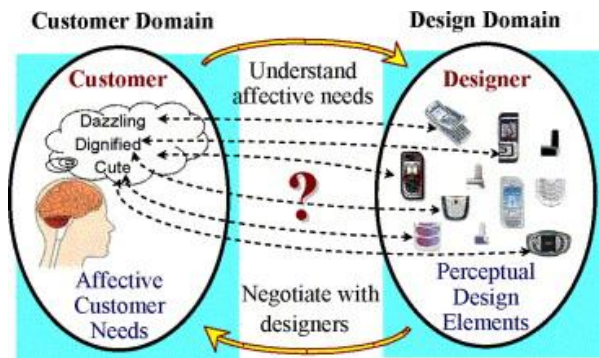 Customer Domain
Design Domain
Customer
Understand
affective needs
Designer
Dazzling
Dignified
Cute
?
Affective
Customer
Needs
Negotiate with
designers
Perceptual
Design
Elements